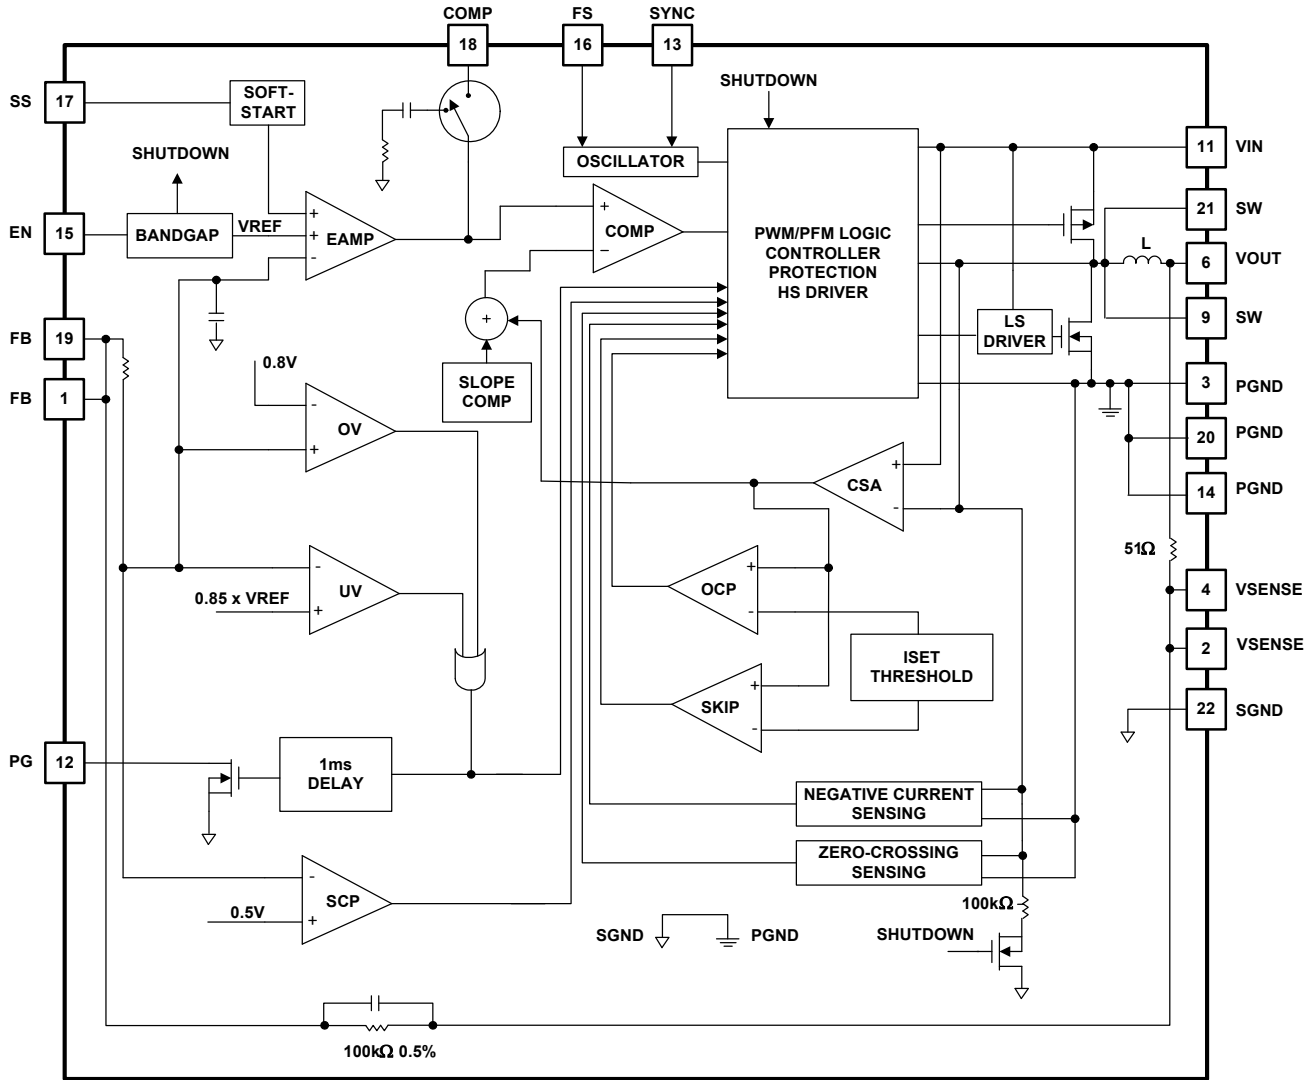 COMP
FS
SYNC
18
16
13
SS
17
SOFT-
START
SHUTDOWN
SHUTDOWN
OSCILLATOR
11
VIN
EN
15
BANDGAP
VREF
+
+
-
EAMP
+
-
COMP
PWM/PFM LOGIC
CONTROLLER
PROTECTION
HS DRIVER
21
SW
L
6
VOUT
9
SW
LS
DRIVER
FB
19
FB
1
+
SLOPE
COMP
0.8V
-
+
OV
3
PGND
20
PGND
14
PGND
+
-
CSA
51Ω
0.85 x VREF
-
+
UV
+
-
OCP
4
VSENSE
2
VSENSE
ISET
THRESHOLD
+
-
SKIP
22
SGND
PG
12
1ms
DELAY
NEGATIVE CURRENT
SENSING
ZERO-CROSSING
SENSING
-
+
SCP
0.5V
100kΩ
SGND
PGND
SHUTDOWN
100kΩ 0.5%